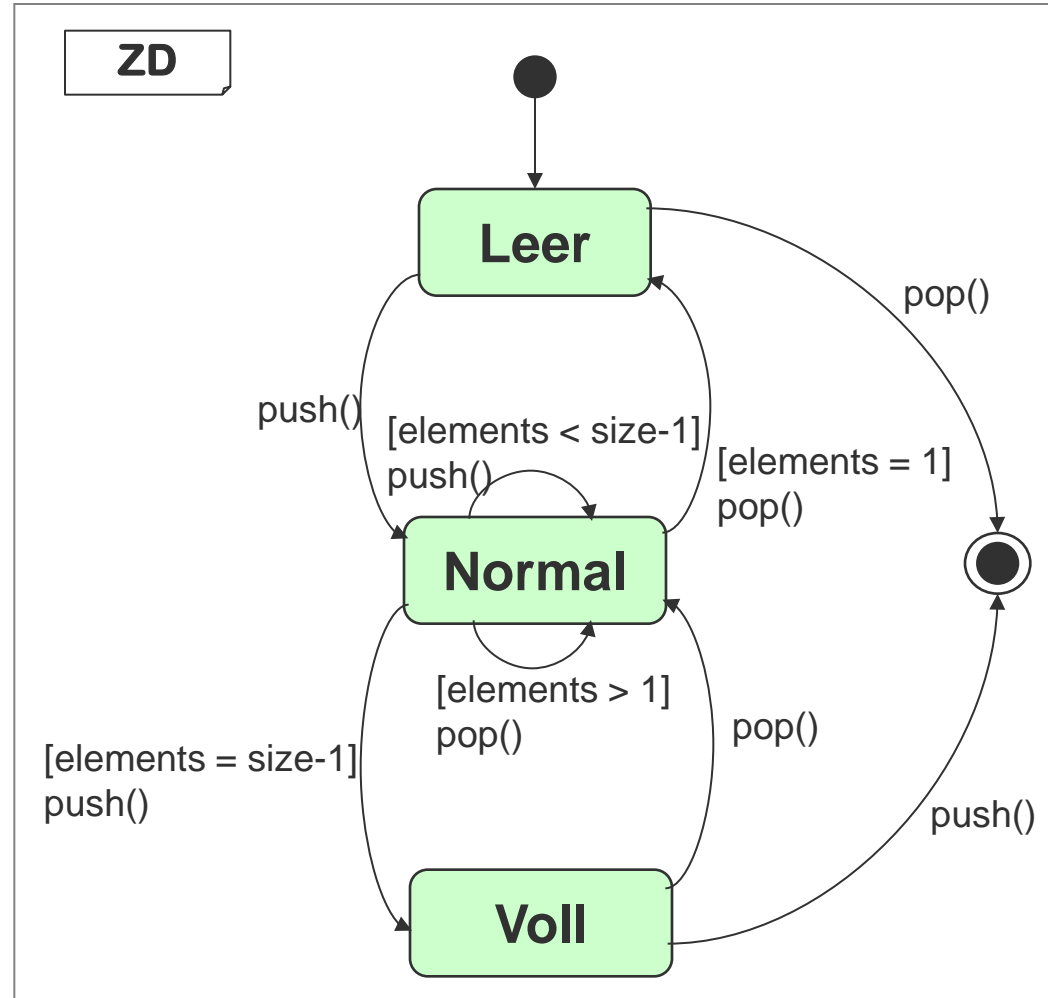 ZD
Leer
pop()
push()
[elements < size-1]
push()
[elements = 1]
pop()
Normal
[elements > 1]
pop()
pop()
[elements = size-1]
push()
push()
Voll